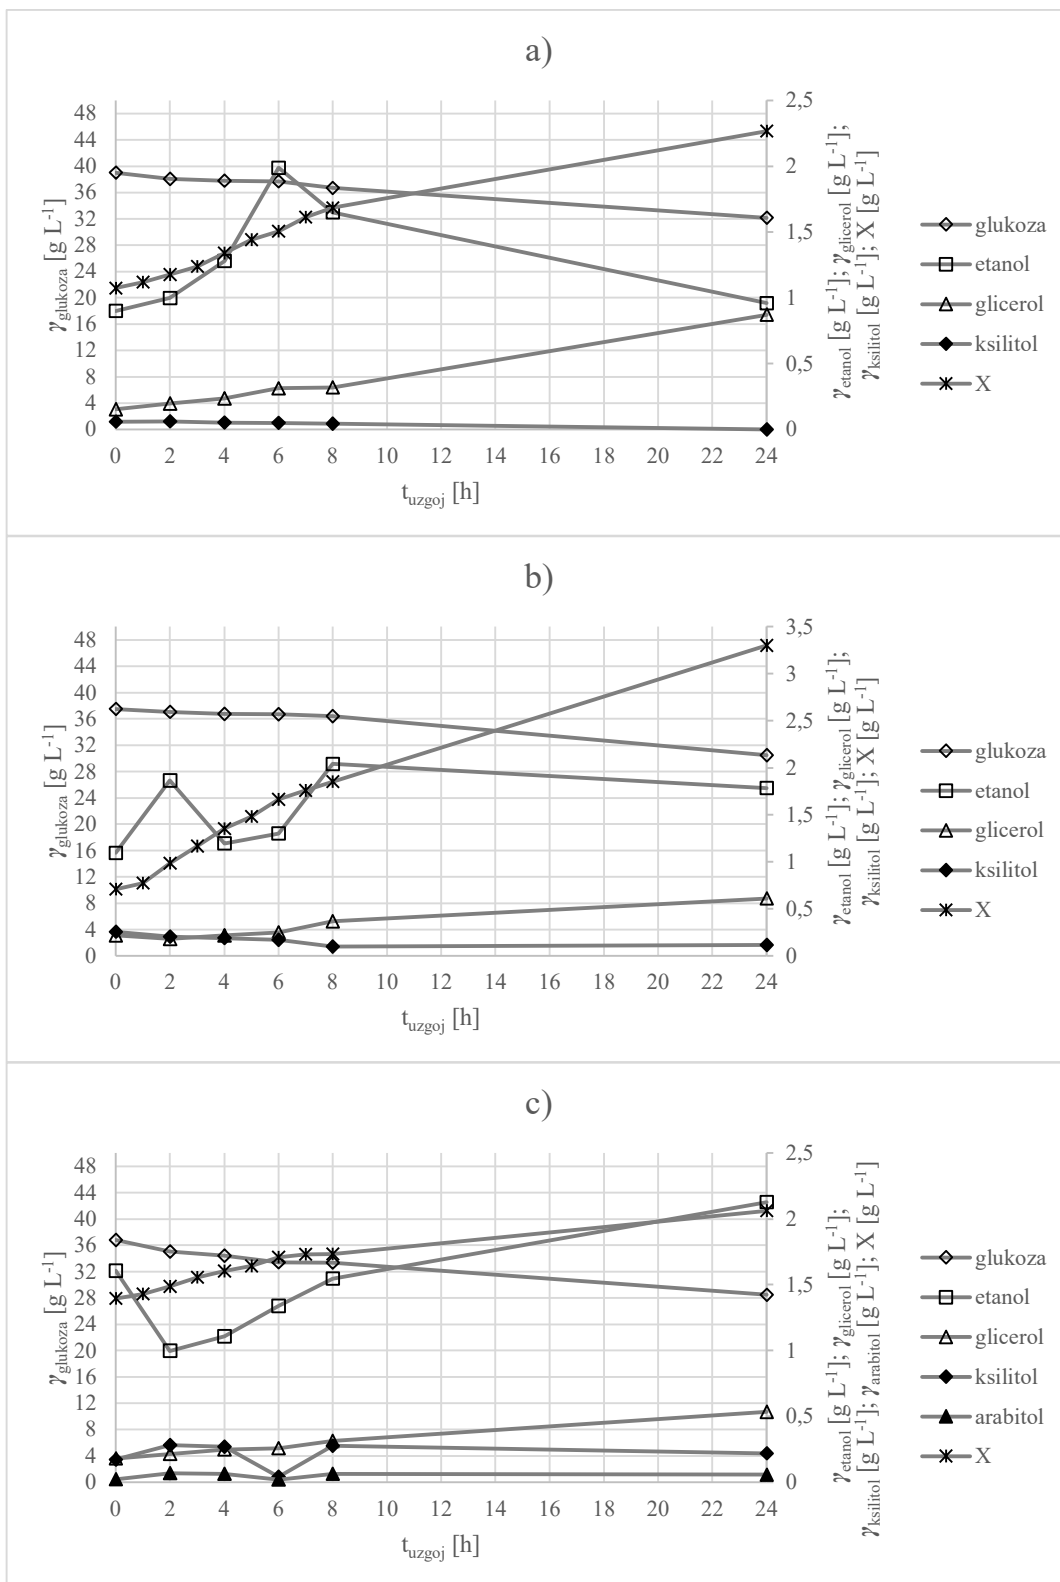 a)
48
44
40
36
32
28
24
20
16
12
8
4
0
γglukoza [g L-1]
2,5
2
1,5
1
0,5
0
γetanol [g L-1]; γglicerol [g L-1];
γksilitol [g L-1]; X [g L-1]
0 2 4 6 8 10 12 14 16 18 20 22 24
tuzgoj [h]
glukoza
etanol
glicerol
ksilitol
X
b)
48
44
40
36
32
28
24
20
16
12
8
4
0
γglukoza [g L-1]
3,5
3
2,5
2
1,5
1
0,5
0
γetanol [g L-1]; γglicerol [g L-1];
γksilitol [g L-1]; X [g L-1]
0 2 4 6 8 10 12 14 16 18 20 22 24
tuzgoj [h]
glukoza
etanol
glicerol
ksilitol
X
c)
48
44
40
36
32
28
24
20
16
12
8
4
0
γglukoza [g L-1]
2,5
2
1,5
1
0,5
0
γetanol [g L-1]; γglicerol [g L-1];
γksilitol [g L-1]; γarabitol [g L-1]; X [g L-1]
0 2 4 6 8 10 12 14 16 18 20 22 24
tuzgoj [h]
glukoza
etanol
glicerol
ksilitol
arabitol
X